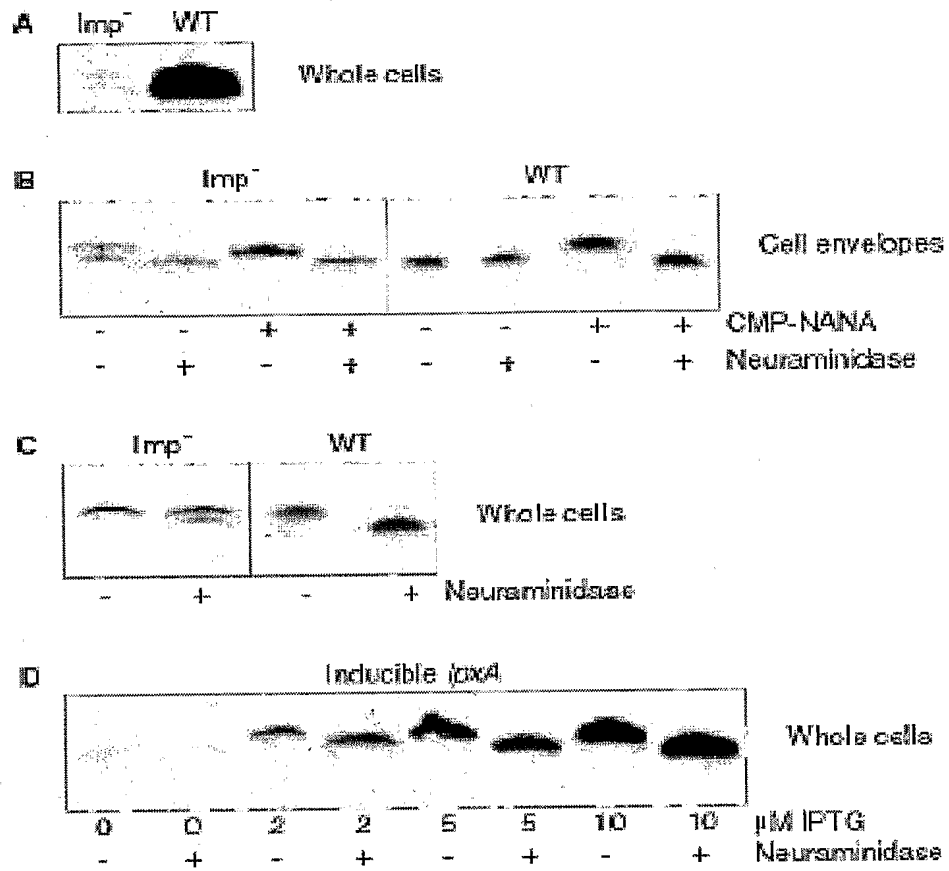 A Imp⁻ WT
Whole cells
B Imp⁻ WT
Cell envelopes
- - + + - - + + CMP-NANA
- + - + - + - + Neuraminidase
C Imp⁻ WT
Whole cells
- + - + Neuraminidase
D Inducible lpxA
Whole cells
0 0 2 2 5 5 10 10 μM IPTG
- + - + - + - + Neuraminidase